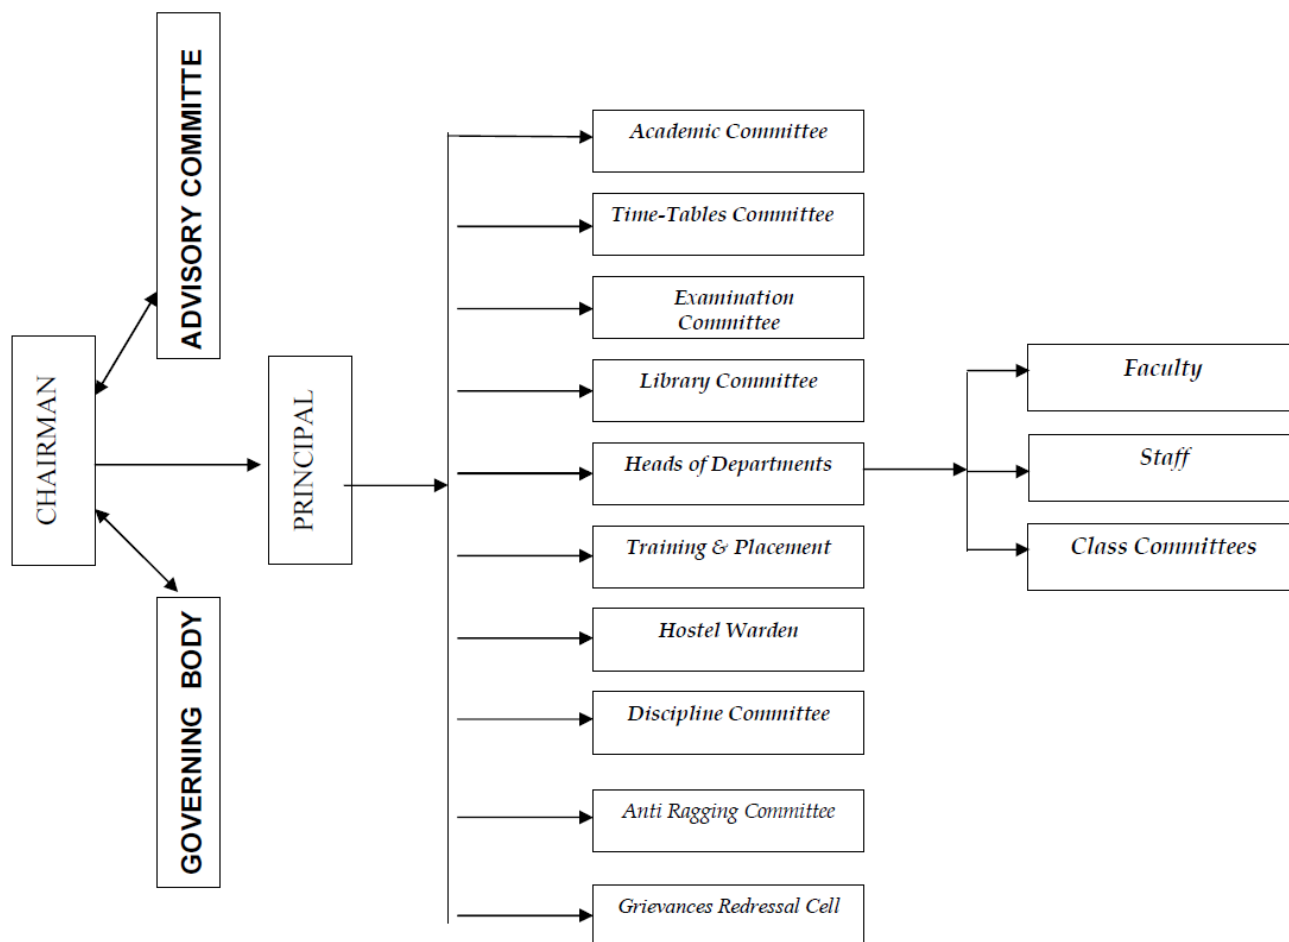 ADVISORY COMMITTE
CHAIRMAN
GOVERNING BODY
PRINCIPAL
Academic Committee
Time-Tables Committee
Examination
Committee
Library Committee
Heads of Departments
Training & Placement
Hostel Warden
Discipline Committee
Anti Ragging Committee
Grievances Redressal Cell
Faculty
Staff
Class Committees